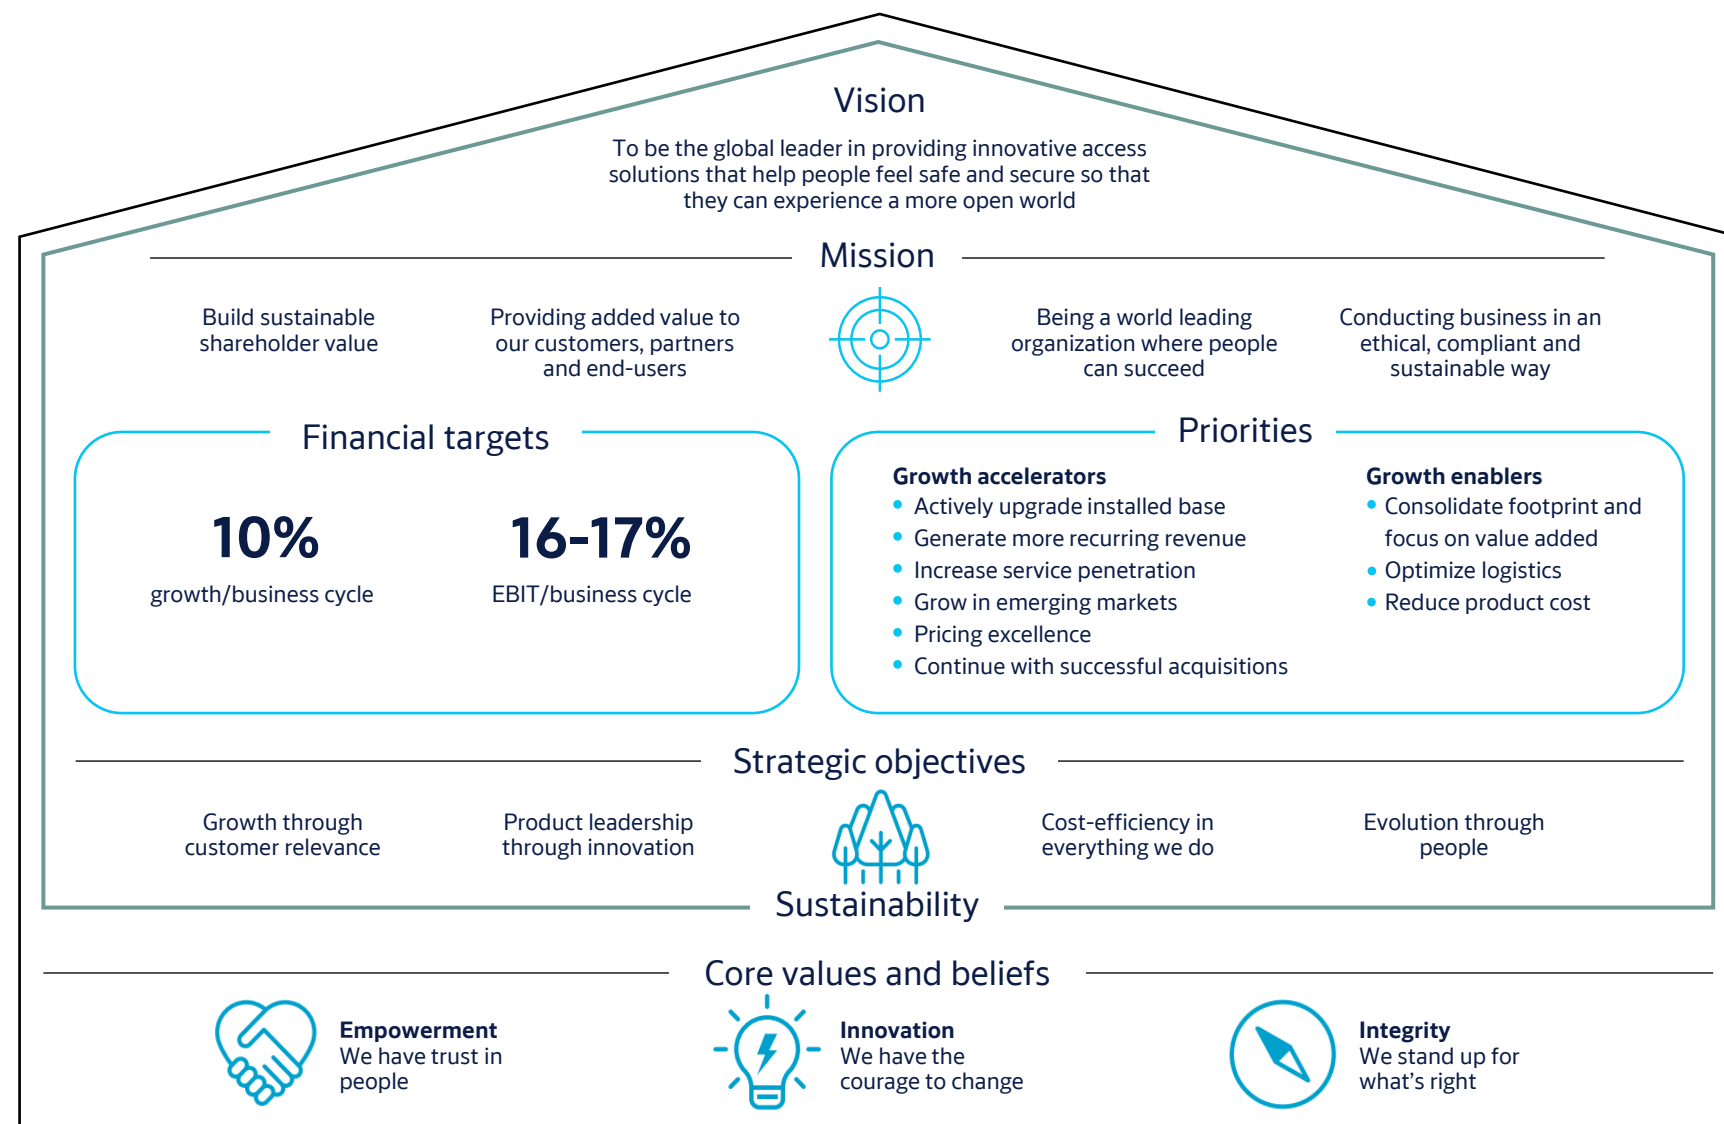 Vision
To be the global leader in providing innovative access
solutions that help people feel safe and secure so that
they can experience a more open world
Mission
Build sustainable
shareholder value
Providing added value to
our customers, partners
and end-users
Being a world leading
organization where people
can succeed
Conducting business in an
ethical, compliant and
sustainable way
Financial targets
10%
growth/business cycle
16-17%
EBIT/business cycle
Priorities
Growth accelerators
• Actively upgrade installed base
• Generate more recurring revenue
• Increase service penetration
• Grow in emerging markets
• Pricing excellence
• Continue with successful acquisitions
Growth enablers
• Consolidate footprint and
focus on value added
• Optimize logistics
• Reduce product cost
Strategic objectives
Growth through
customer relevance
Product leadership
through innovation
Cost-efficiency in
everything we do
Evolution through
people
Sustainability
Core values and beliefs
Empowerment
We have trust in
people
Innovation
We have the
courage to change
Integrity
We stand up for
what’s right